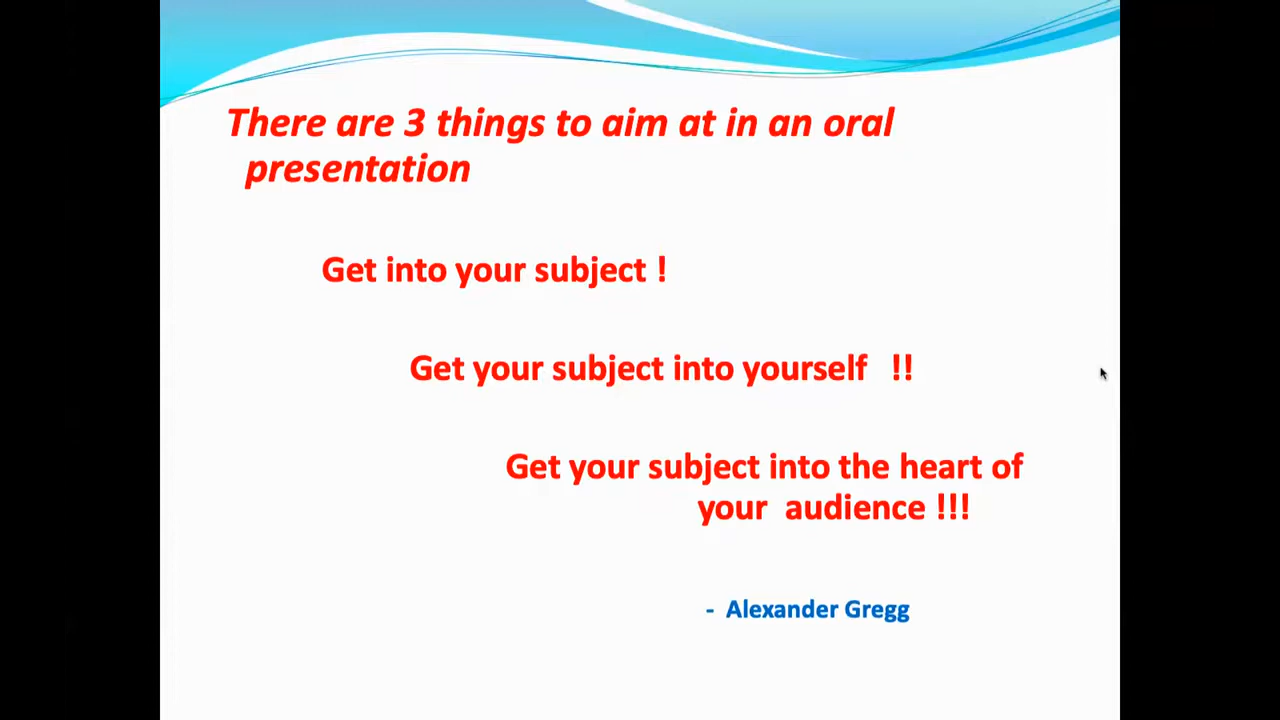 There are 3 things to aim at in an oral
presentation
Get into your subject !
Get your subject into yourself !!
Get your subject into the heart of
your audience !!!
- Alexander Gregg